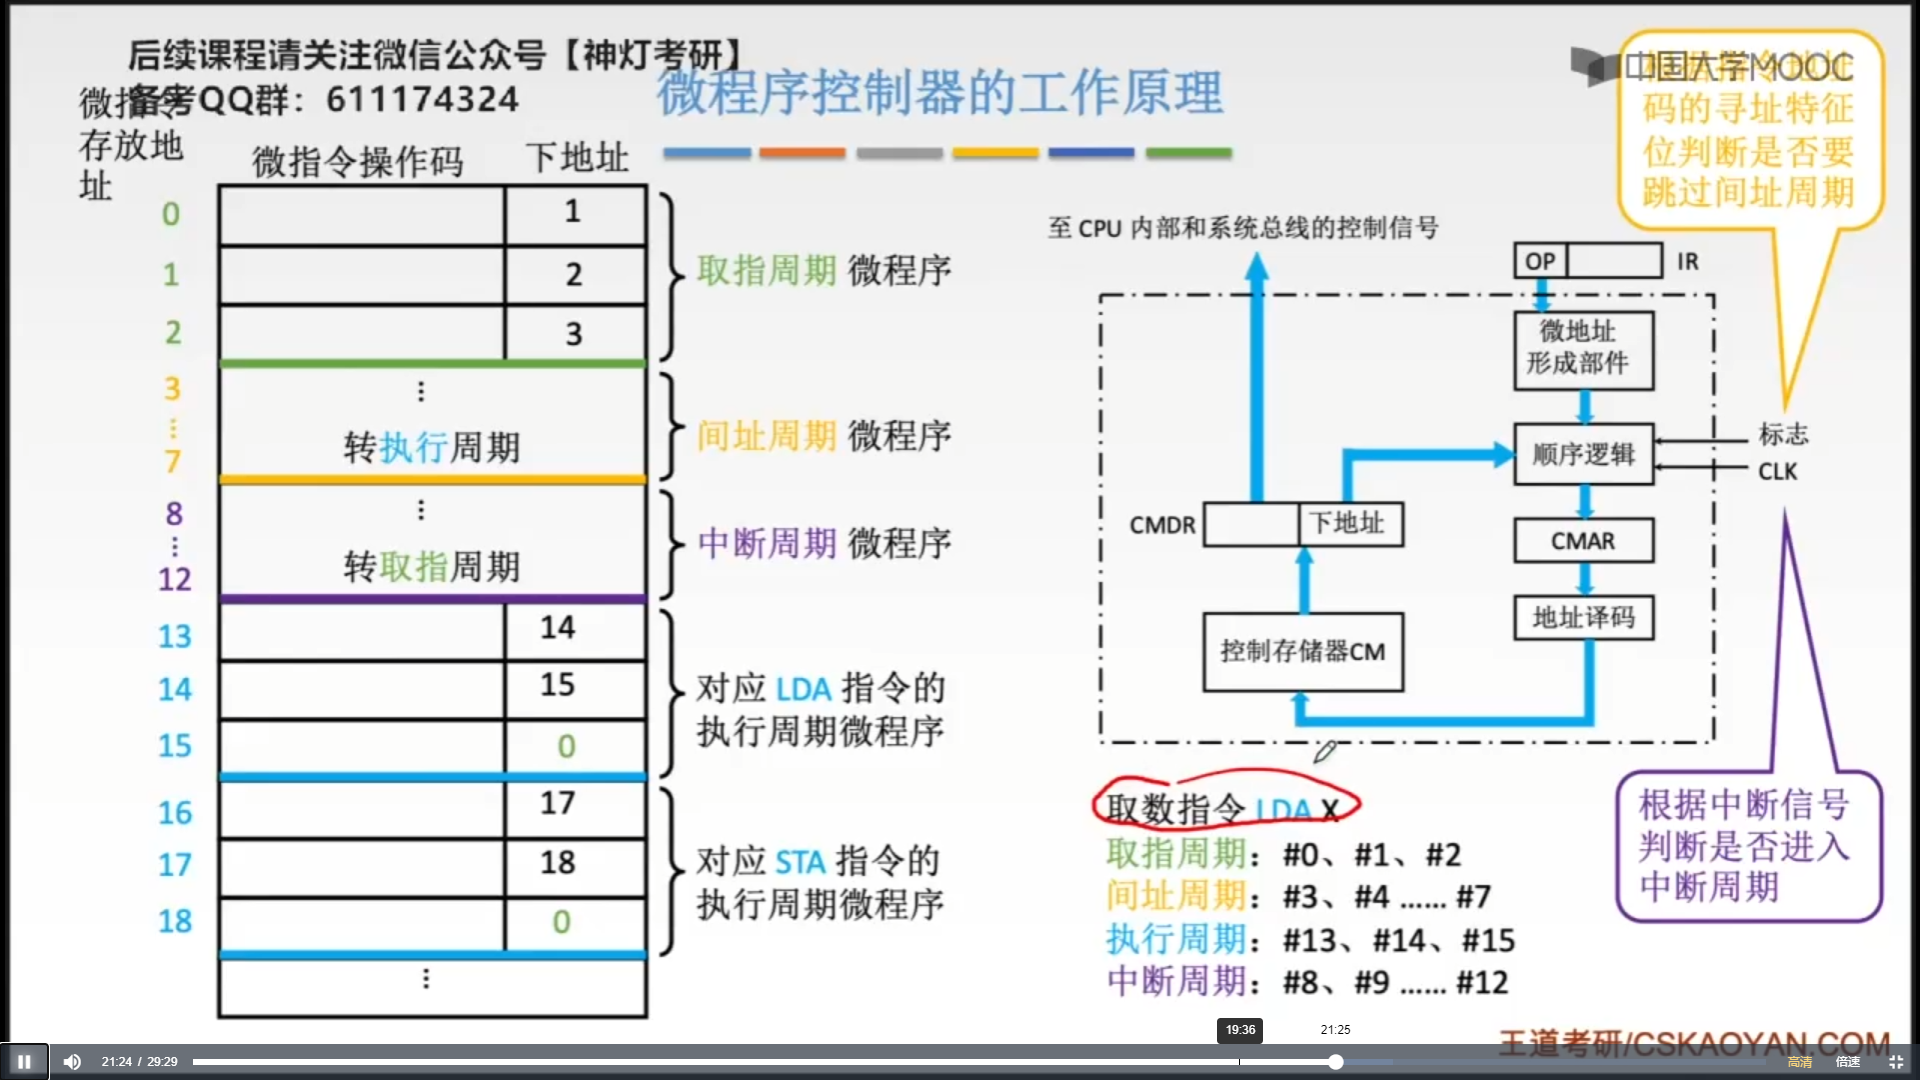 后续课程请关注微信公众号【神灯考研】
备考QQ群：611174324
微程序控制器的工作原理
中国大学MOOC
微指令
存放地
址
微指令操作码 下地址
0 1
1 2
2 3
取指周期 微程序
3
⋮
7
⋮
转执行周期
间址周期 微程序
8
⋮
12
⋮
转取指周期
中断周期 微程序
13 14
14 15
15 0
对应 LDA 指令的
执行周期微程序
16 17
17 18
18 0
对应 STA 指令的
执行周期微程序
⋮
至 CPU 内部和系统总线的控制信号
OP IR
微地址
形成部件
顺序逻辑
标志
CLK
CMDR 下地址
CMAR
控制存储器CM
地址译码
码的寻址特征
位判断是否要
跳过间址周期
取数指令 LDA X
取指周期：#0、#1、#2
间址周期：#3、#4 …… #7
执行周期：#13、#14、#15
中断周期：#8、#9 …… #12
根据中断信号
判断是否进入
中断周期
王道考研/CSKAOYAN.COM
19:36
21:25
21:24 / 29:29
高清 倍速